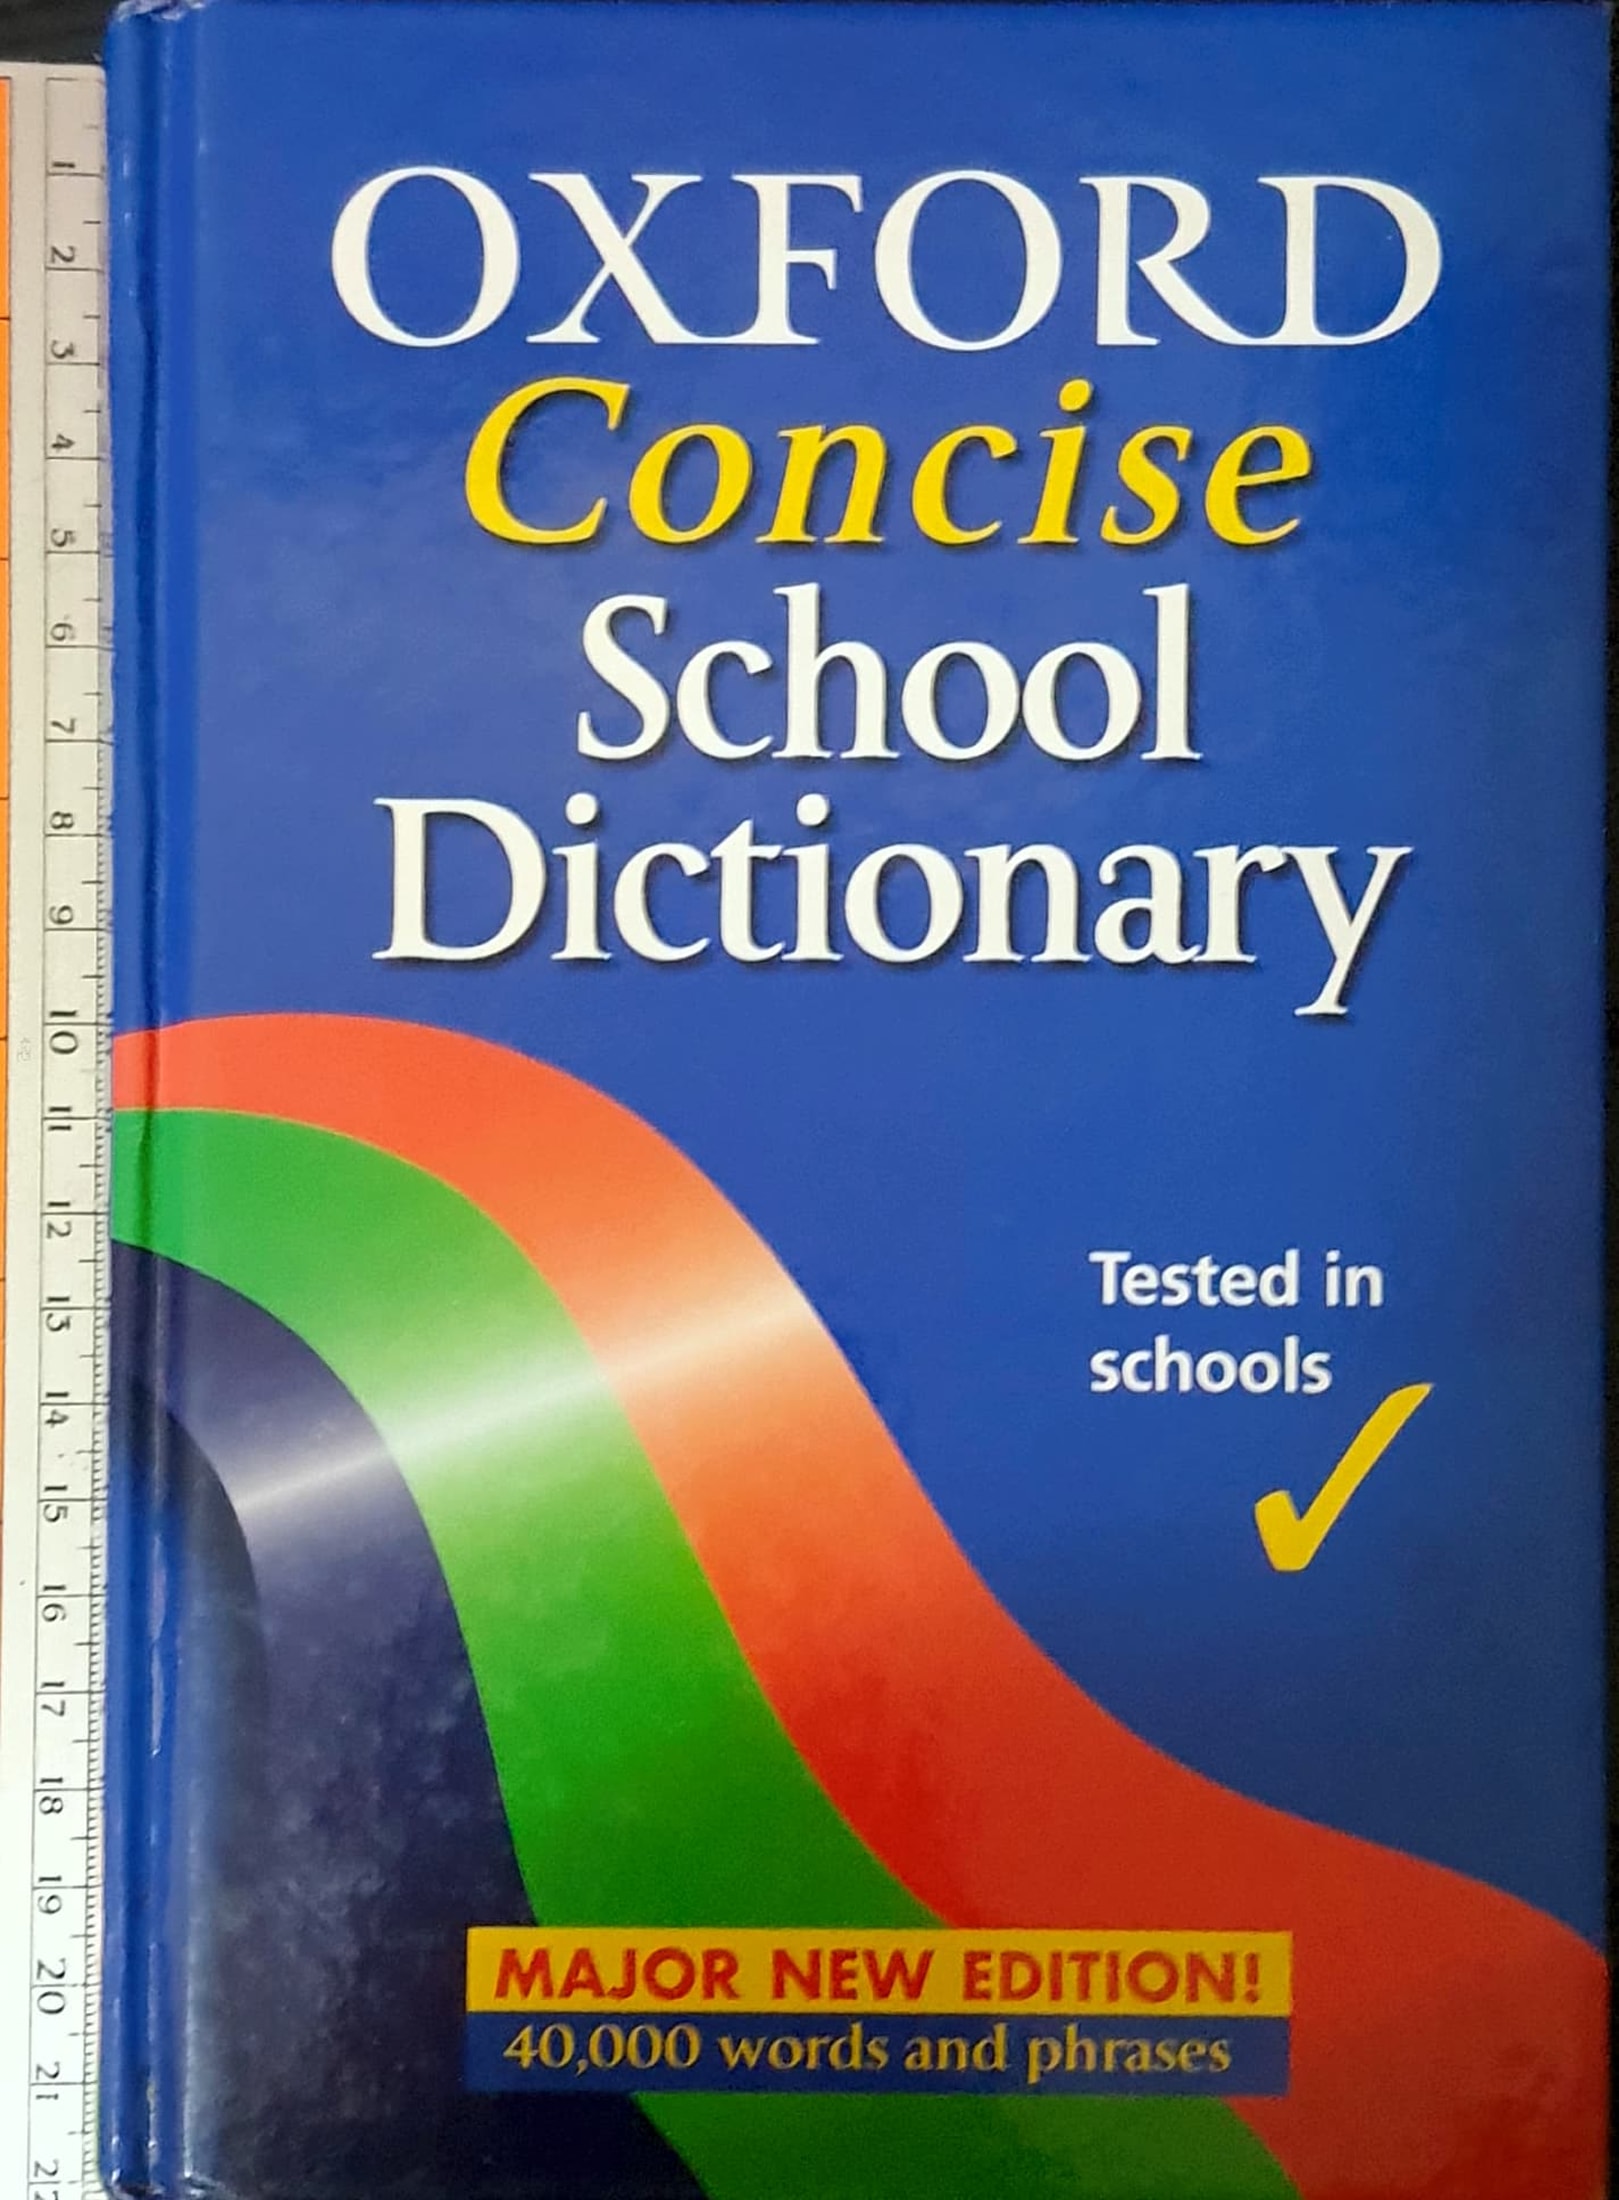 OXFORD
Concise
School
Dictionary
Tested in
schools
MAJOR NEW EDITION!
40,000 words and phrases
1
2
3
4
5
6
7
8
9
10
11
12
13
14
15
16
17
18
19
20
21